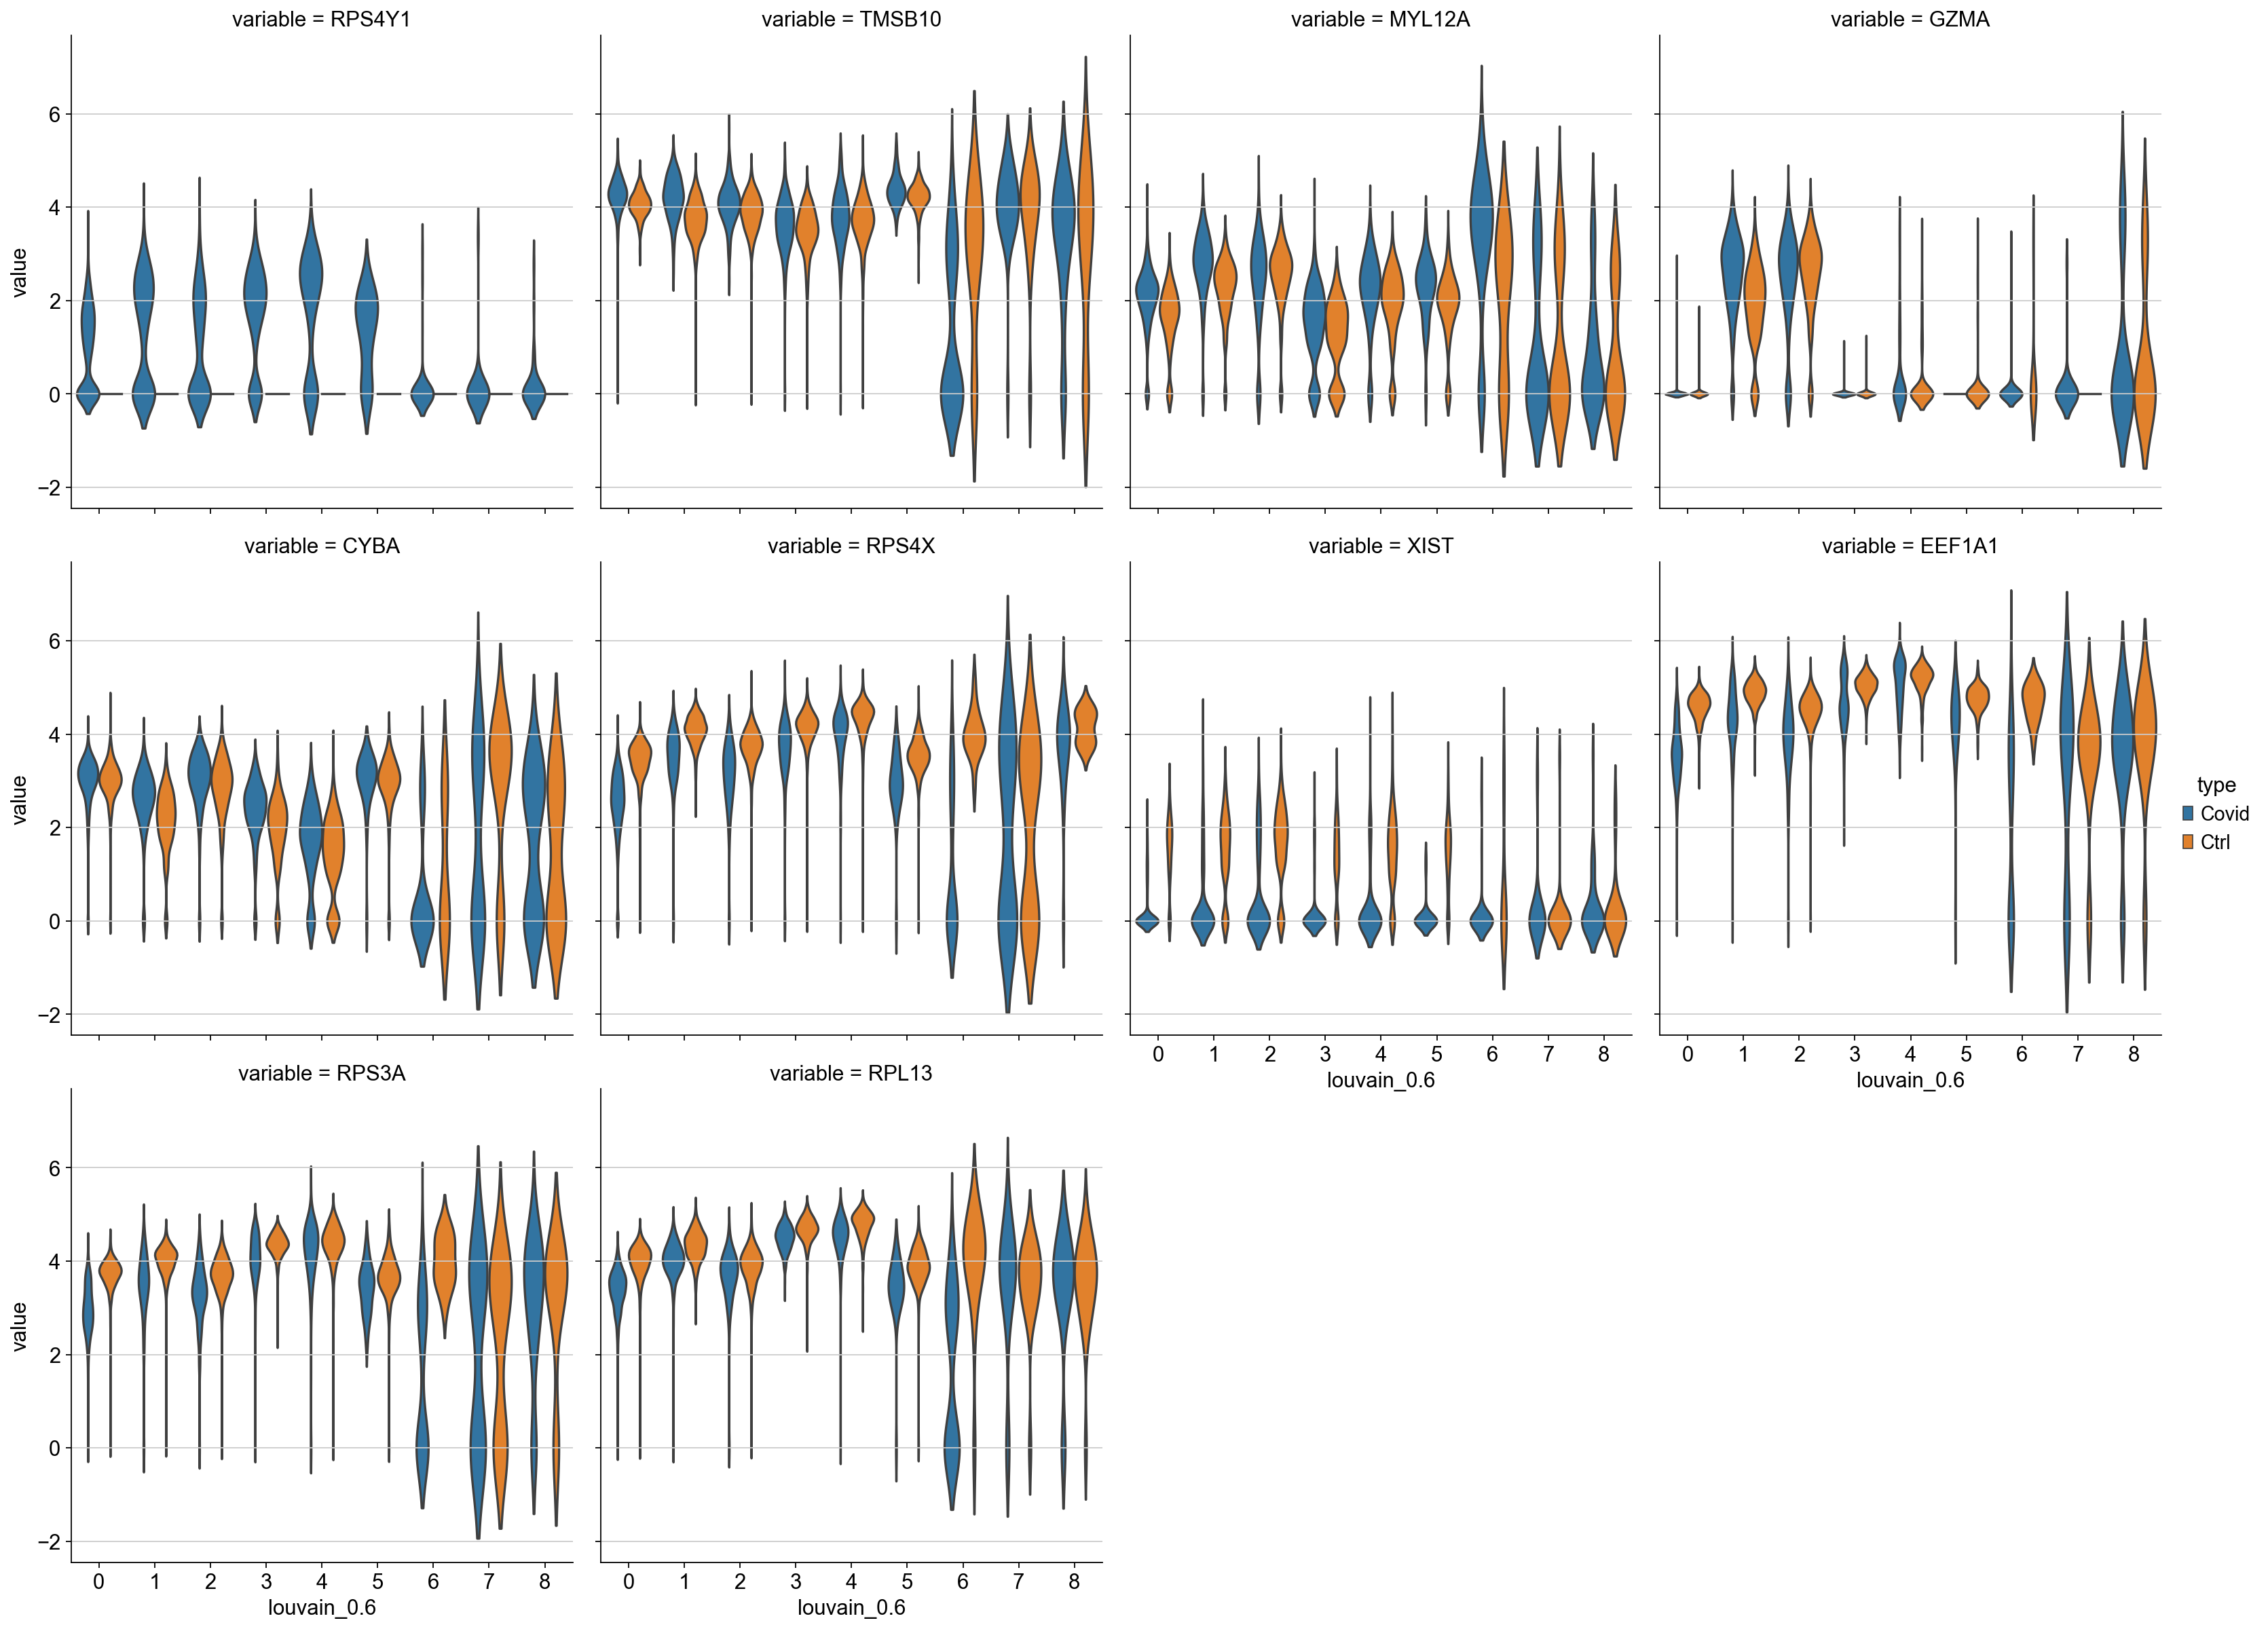 variable = RPS4Y1
variable = TMSB10
variable = MYL12A
variable = GZMA
value
6
4
2
0
−2
variable = CYBA
variable = RPS4X
variable = XIST
variable = EEF1A1
value
6
4
2
0
−2
0 1 2 3 4 5 6 7 8
louvain_0.6
0 1 2 3 4 5 6 7 8
louvain_0.6
type
Covid
Ctrl
variable = RPS3A
variable = RPL13
value
6
4
2
0
−2
0 1 2 3 4 5 6 7 8
louvain_0.6
0 1 2 3 4 5 6 7 8
louvain_0.6